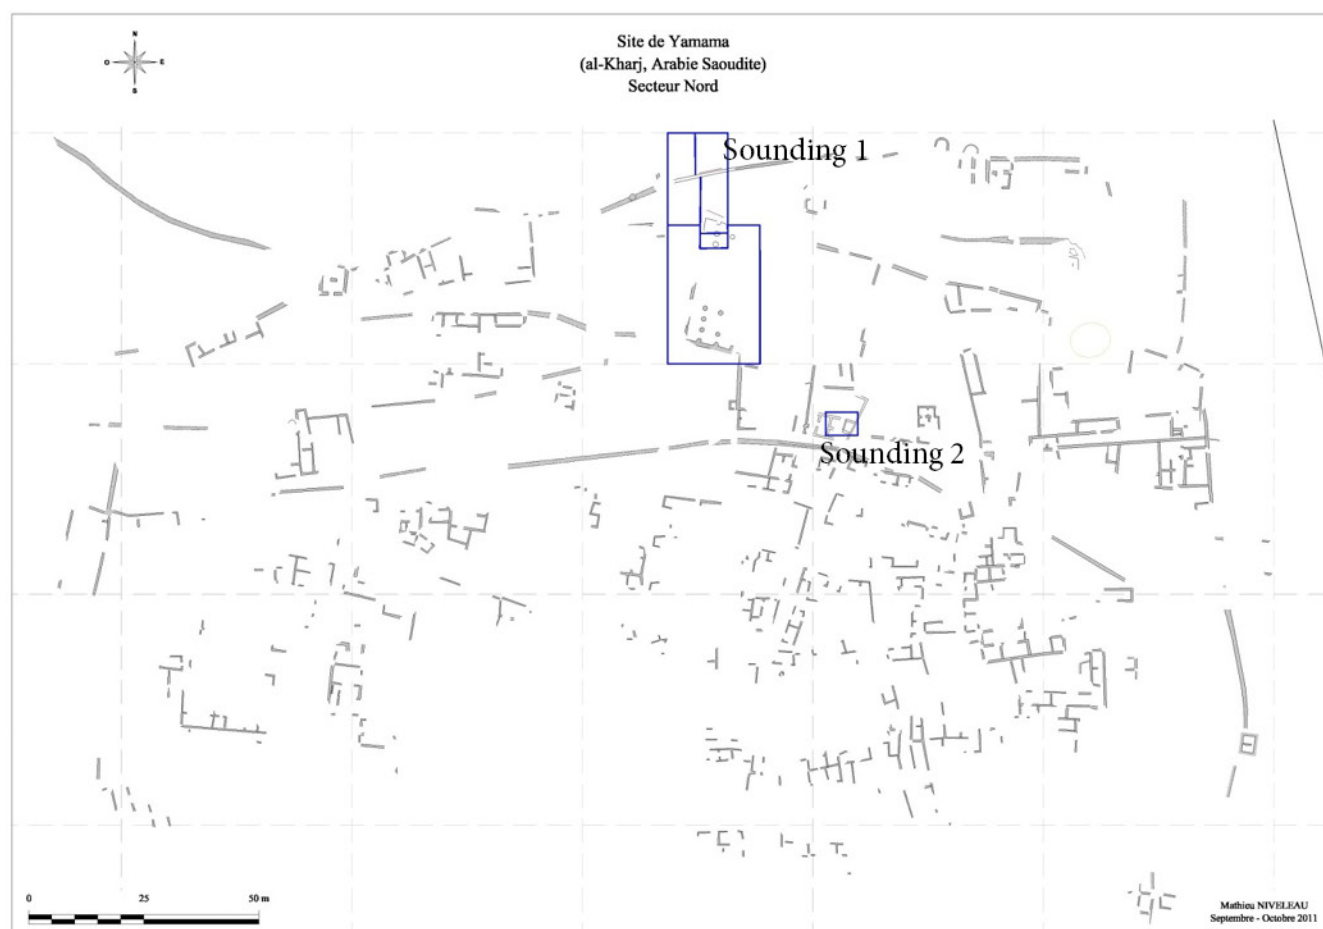 N
O E
S
Site de Yamama
(al-Kharj, Arabie Saoudite)
Secteur Nord
Sounding 1
Sounding 2
0 25 50 m
Mathieu NIVELEAU
Septembre - Octobre 2011